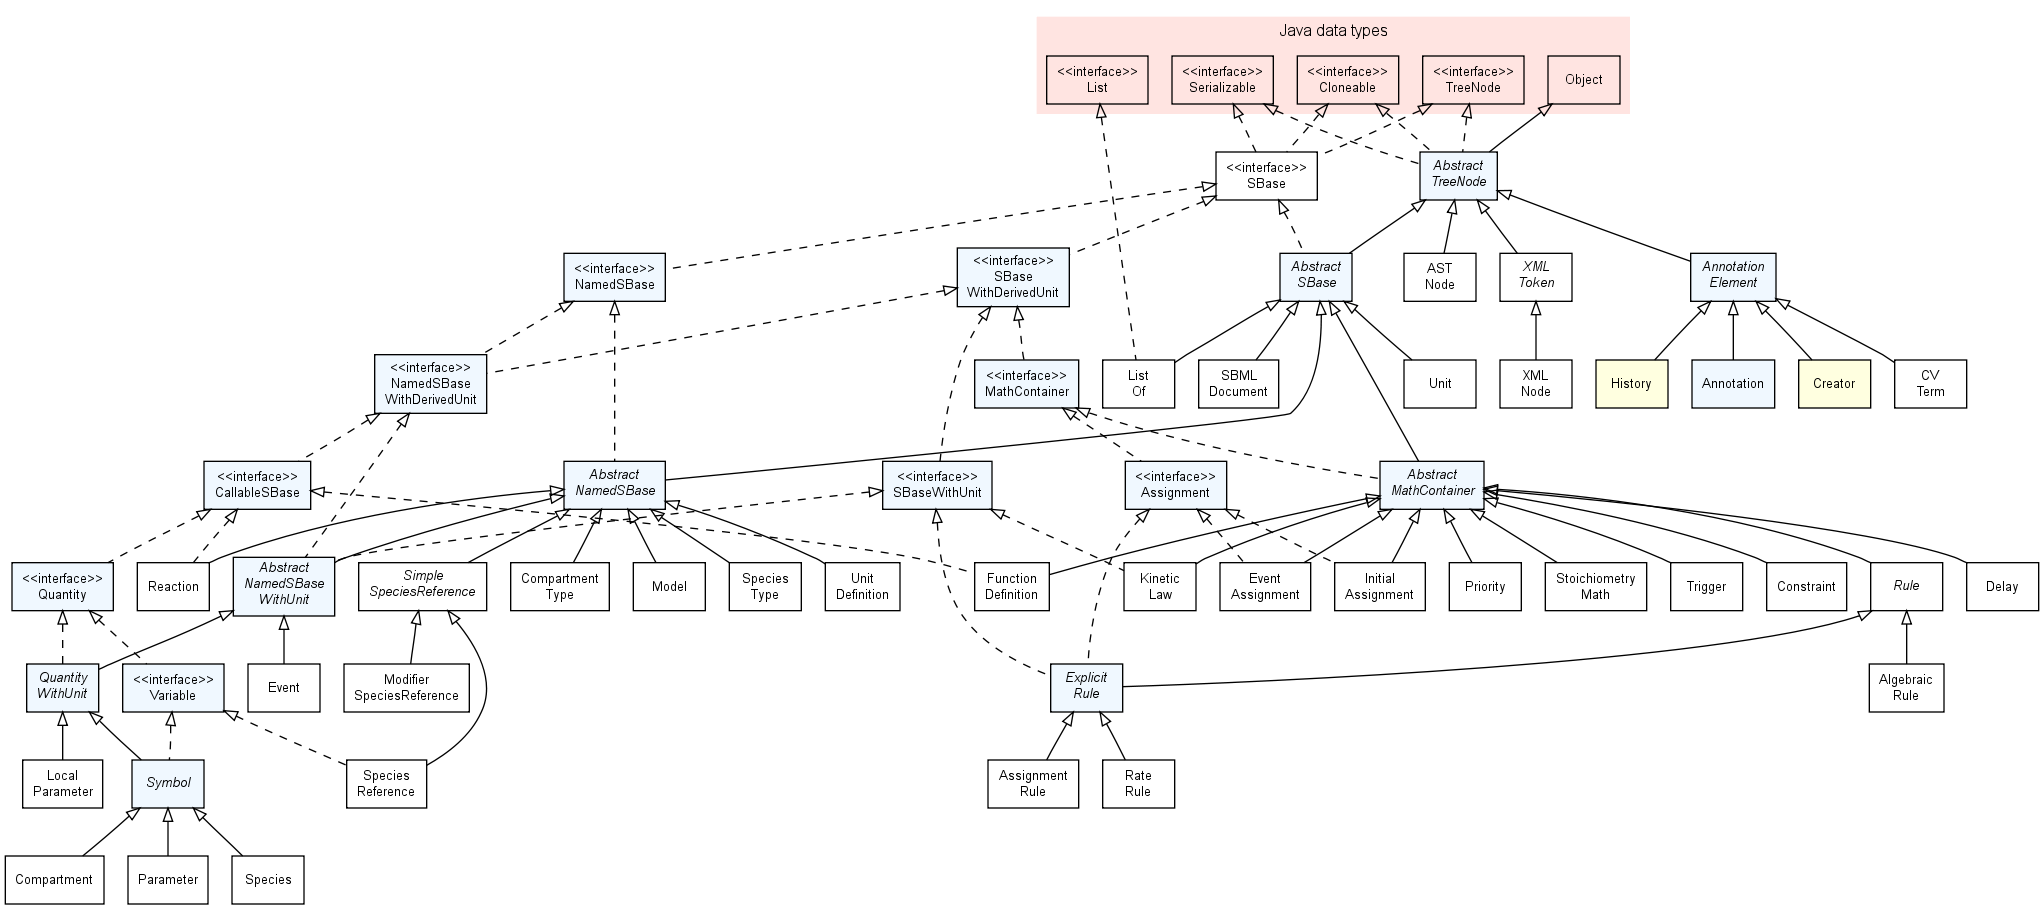 Java data types
<<interface>>
List
<<interface>>
Serializable
<<interface>>
Cloneable
<<interface>>
TreeNode
Object
<<interface>>
SBase
Abstract
TreeNode
<<interface>>
NamedSBase
<<interface>>
SBase
WithDerivedUnit
Abstract
SBase
AST
Node
XML
Token
Annotation
Element
<<interface>>
NamedSBase
WithDerivedUnit
<<interface>>
MathContainer
List
Of
SBML
Document
Unit
XML
Node
History
Annotation
Creator
CV
Term
<<interface>>
CallableSBase
Abstract
NamedSBase
<<interface>>
SBaseWithUnit
<<interface>>
Assignment
Abstract
MathContainer
<<interface>>
Quantity
Reaction
Abstract
NamedSBase
WithUnit
Simple
SpeciesReference
Compartment
Type
Model
Species
Type
Unit
Definition
Function
Definition
Kinetic
Law
Event
Assignment
Initial
Assignment
Priority
Stoichiometry
Math
Trigger
Constraint
Rule
Delay
Quantity
WithUnit
<<interface>>
Variable
Event
Modifier
SpeciesReference
Explicit
Rule
Algebraic
Rule
Local
Parameter
Symbol
Species
Reference
Assignment
Rule
Rate
Rule
Compartment
Parameter
Species